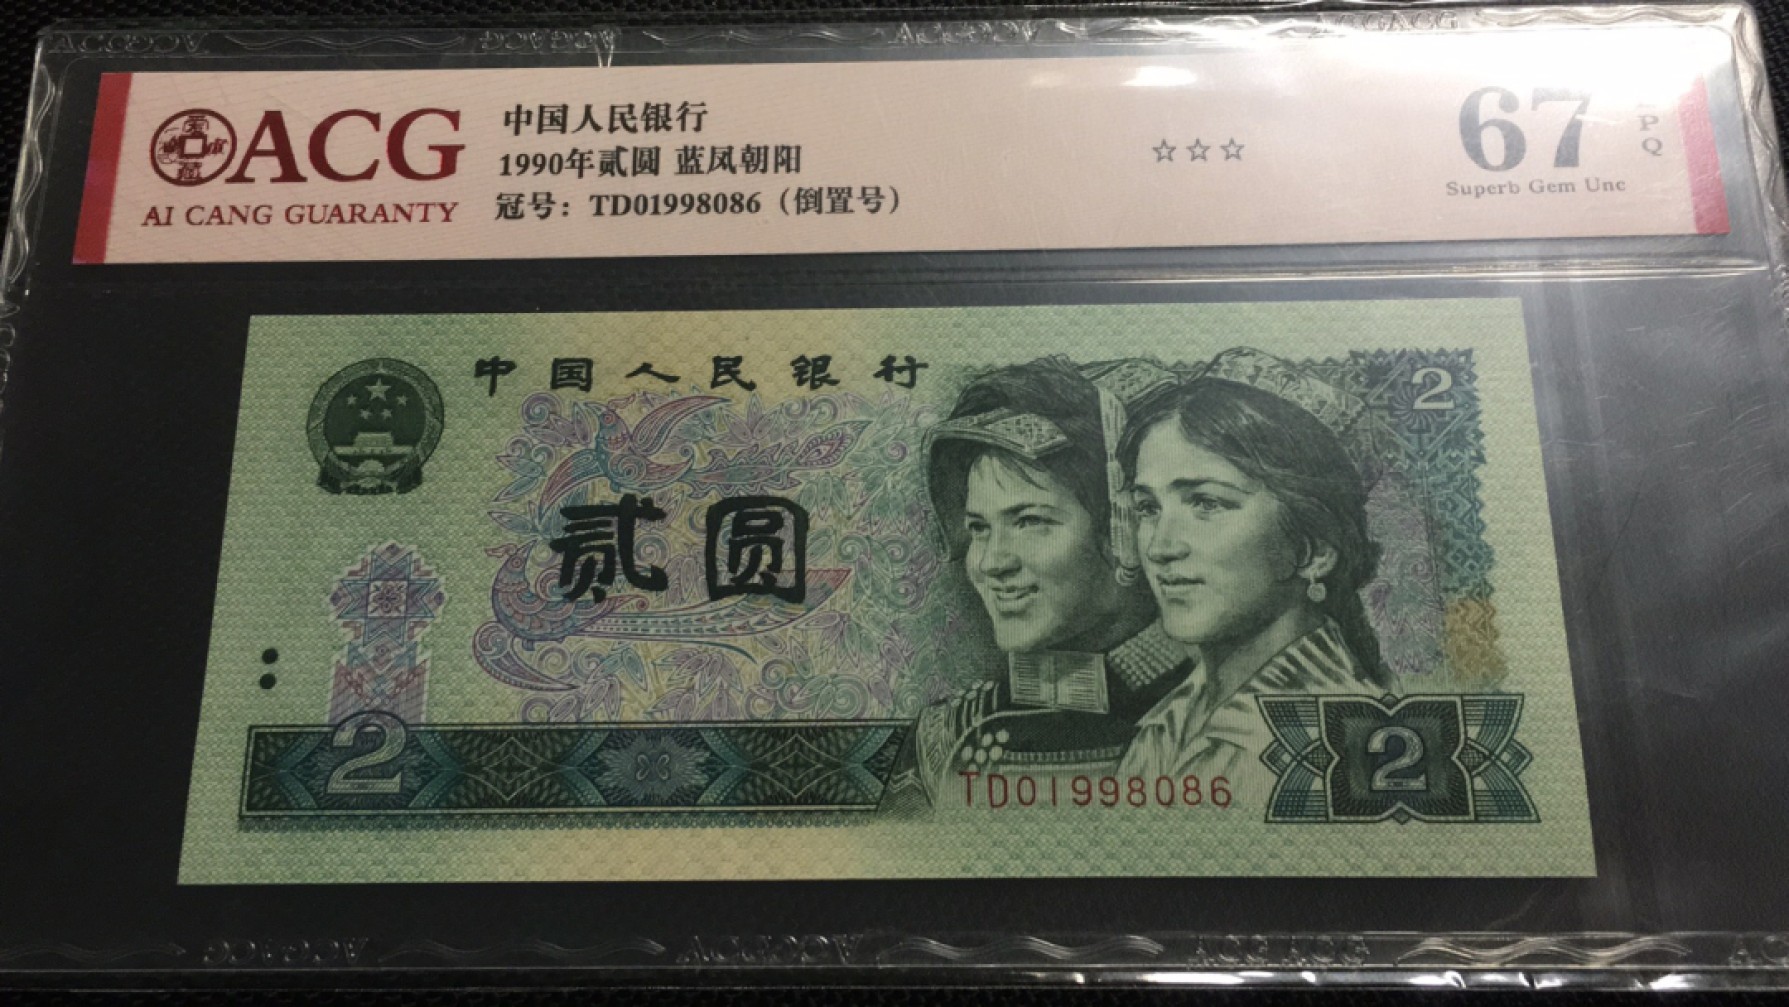 ACG
AI CANG GUARANTY
中国人民银行
1990年贰圆 蓝凤朝阳
冠号：TD01998086（倒置号）
☆☆☆
67
PQ
Superb Gem Unc
中国人民银行
2
贰圆
2
TD01998086
2